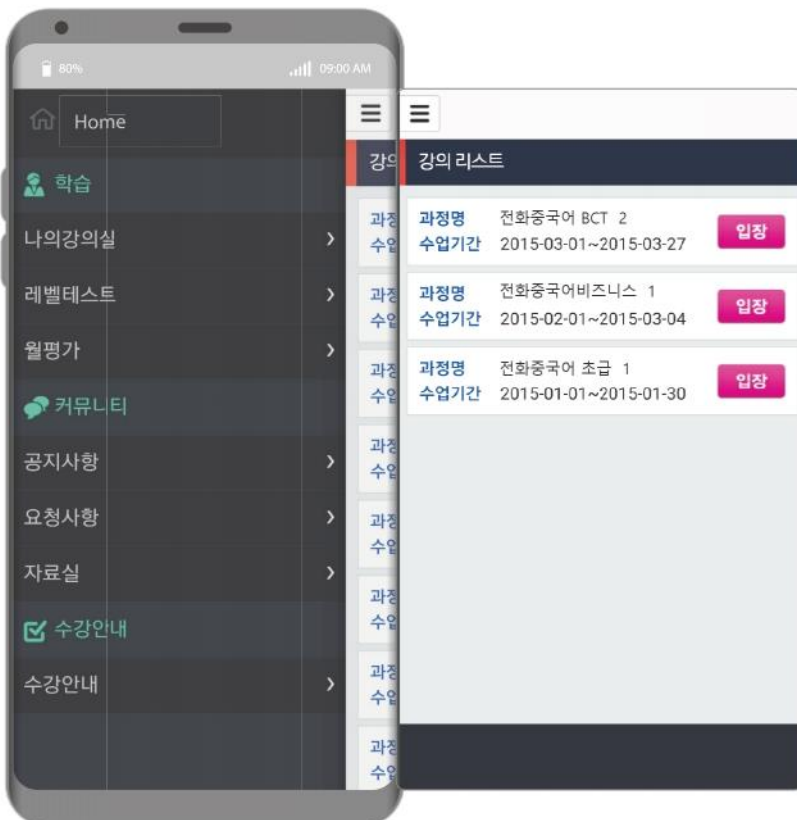 80%
09:00 AM
Home
학습
나의강의실
레벨테스트
월평가
커뮤니티
공지사항
요청사항
자료실
수강안내
수강안내
강의 리스트
과정명 전화중국어 BCT 2
수업기간 2015-03-01~2015-03-27
입장
과정명 전화중국어비즈니스 1
수업기간 2015-02-01~2015-03-04
입장
과정명 전화중국어 초급 1
수업기간 2015-01-01~2015-01-30
입장